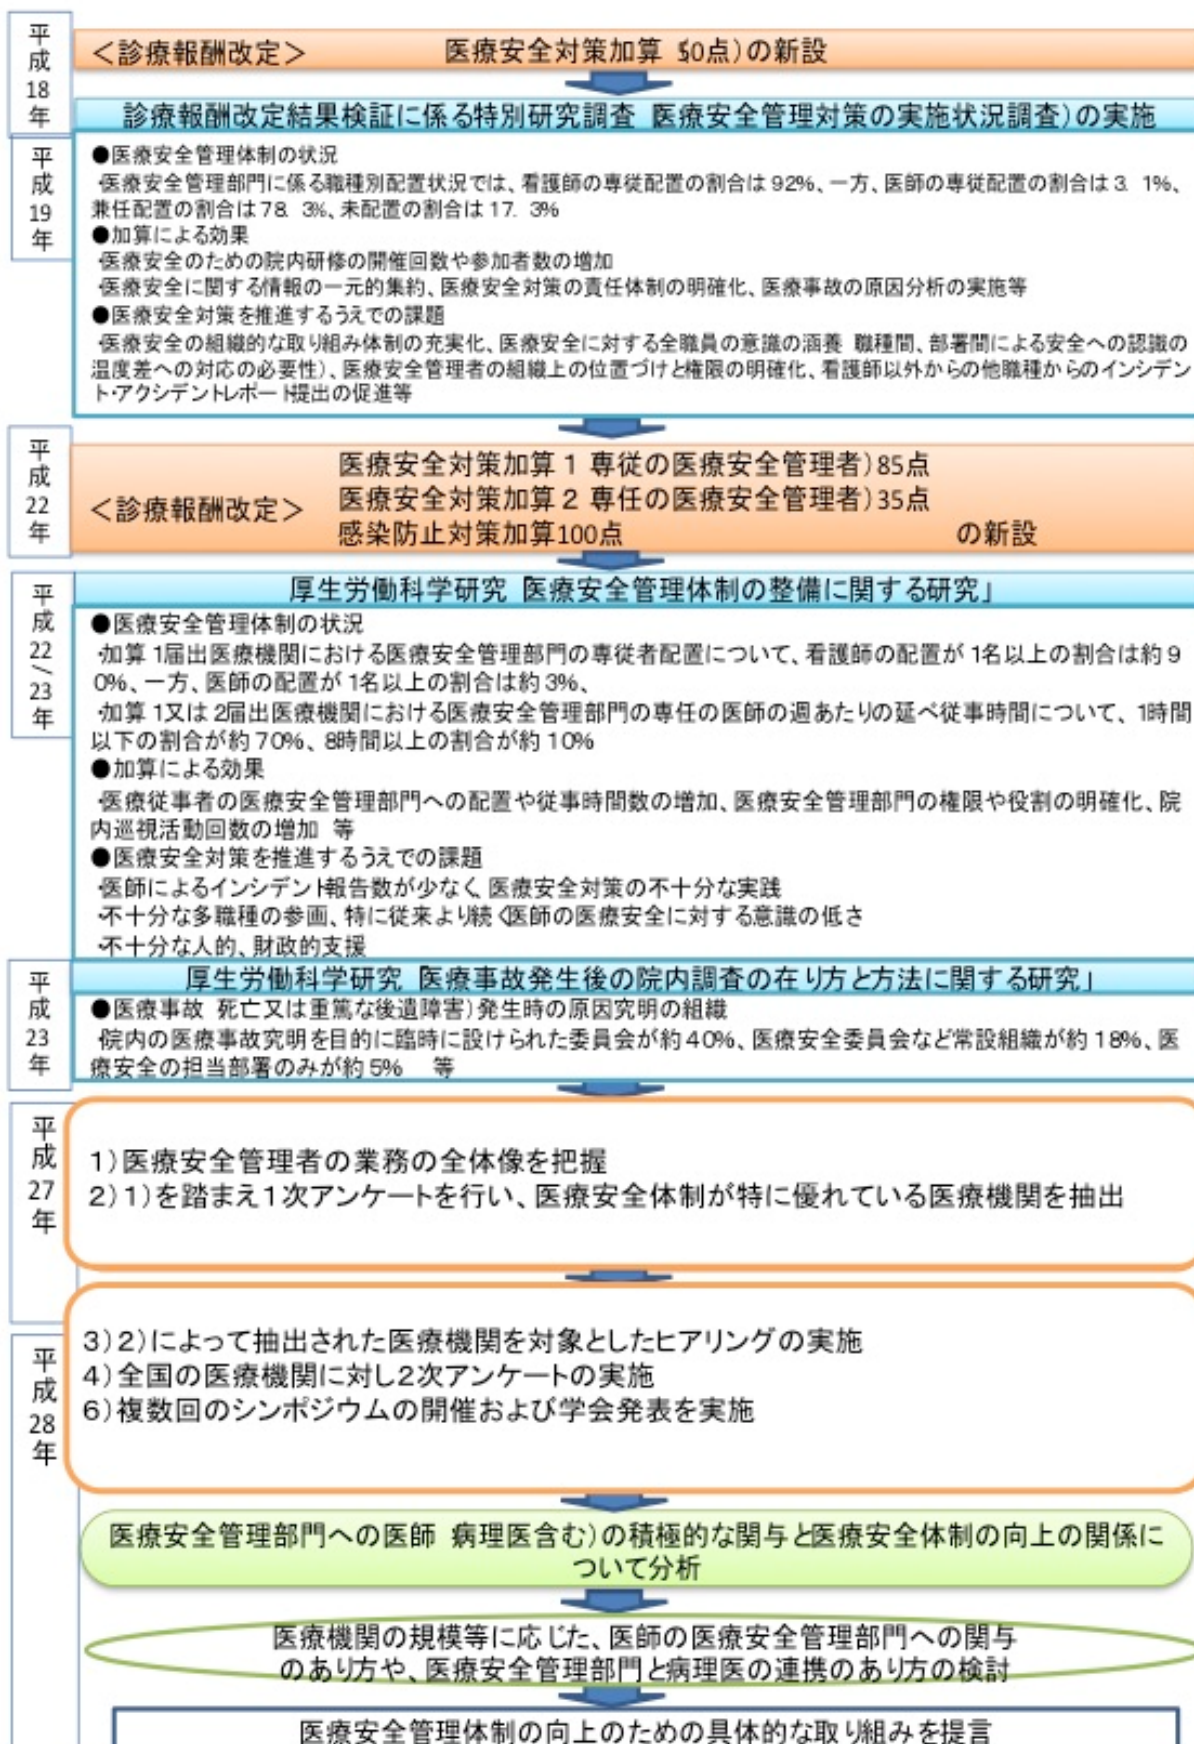 平成18年
＜診療報酬改定＞ 医療安全対策加算 50点)の新設
診療報酬改定結果検証に係る特別研究調査 医療安全管理対策の実施状況調査)の実施
平成19年
●医療安全管理体制の状況
・医療安全管理部門に係る職種別配置状況では、看護師の専従配置の割合は92%、一方、医師の専従配置の割合は3．1%、
兼任配置の割合は78．3%、未配置の割合は17．3%
●加算による効果
・医療安全のための院内研修の開催回数や参加者数の増加
・医療安全に関する情報の一元的集約、医療安全対策の責任体制の明確化、医療事故の原因分析の実施等
●医療安全対策を推進するうえでの課題
・医療安全の組織的な取り組み体制の充実化、医療安全に対する全職員の意識の涵養 職種間、部署間による安全への認識の
温度差への対応の必要性)、医療安全管理者の組織上の位置づけと権限の明確化、看護師以外からの他職種からのインシデン
ト・アクシデントレポート提出の促進等
平成22年
医療安全対策加算１ 専従の医療安全管理者)85点
＜診療報酬改定＞ 医療安全対策加算２ 専任の医療安全管理者)35点
感染防止対策加算100点 の新設
平成22～23年
厚生労働科学研究 「医療安全管理体制の整備に関する研究」
●医療安全管理体制の状況
・加算1届出医療機関における医療安全管理部門の専従者配置について、看護師の配置が1名以上の割合は約9
0%、一方、医師の配置が1名以上の割合は約3%、
・加算1又は2届出医療機関における医療安全管理部門の専任の医師の週あたりの延べ従事時間について、1時間
以下の割合が約70%、8時間以上の割合が約10%
●加算による効果
・医療従事者の医療安全管理部門への配置や従事時間数の増加、医療安全管理部門の権限や役割の明確化、院
内巡視活動回数の増加 等
●医療安全対策を推進するうえでの課題
・医師によるインシデント報告数が少なく、医療安全対策の不十分な実践
・不十分な多職種の参画、特に従来より続く医師の医療安全に対する意識の低さ
・不十分な人的、財政的支援
平成23年
厚生労働科学研究 「医療事故発生後の院内調査の在り方と方法に関する研究」
●医療事故 死亡又は重篤な後遺障害)発生時の原因究明の組織
・院内の医療事故究明を目的に臨時に設けられた委員会が約40%、医療安全委員会など常設組織が約18%、医
療安全の担当部署のみが約5% 等
平成27年
1)医療安全管理者の業務の全体像を把握
2)1)を踏まえ1次アンケートを行い、医療安全体制が特に優れている医療機関を抽出
平成28年
3)2)によって抽出された医療機関を対象としたヒアリングの実施
4)全国の医療機関に対し2次アンケートの実施
6)複数回のシンポジウムの開催および学会発表を実施
医療安全管理部門への医師 病理医含む)の積極的な関与と医療安全体制の向上の関係に
ついて分析
医療機関の規模等に応じた、医師の医療安全管理部門への関与
のあり方や、医療安全管理部門と病理医の連携のあり方の検討
医療安全管理体制の向上のための具体的な取り組みを提言